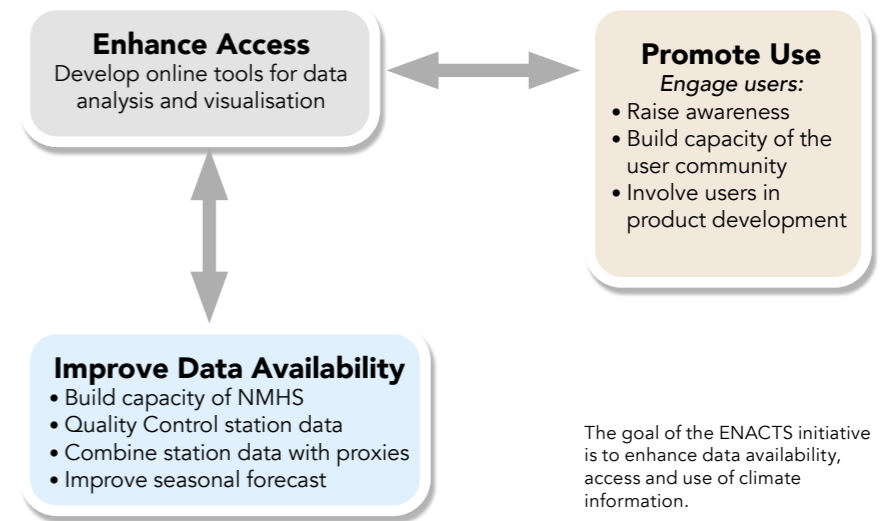 Enhance Access
Develop online tools for data
analysis and visualisation
Promote Use
Engage users:
• Raise awareness
• Build capacity of the
user community
• Involve users in
product development
Improve Data Availability
• Build capacity of NMHS
• Quality Control station data
• Combine station data with proxies
• Improve seasonal forecast
The goal of the ENACTS initiative
is to enhance data availability,
access and use of climate
information.